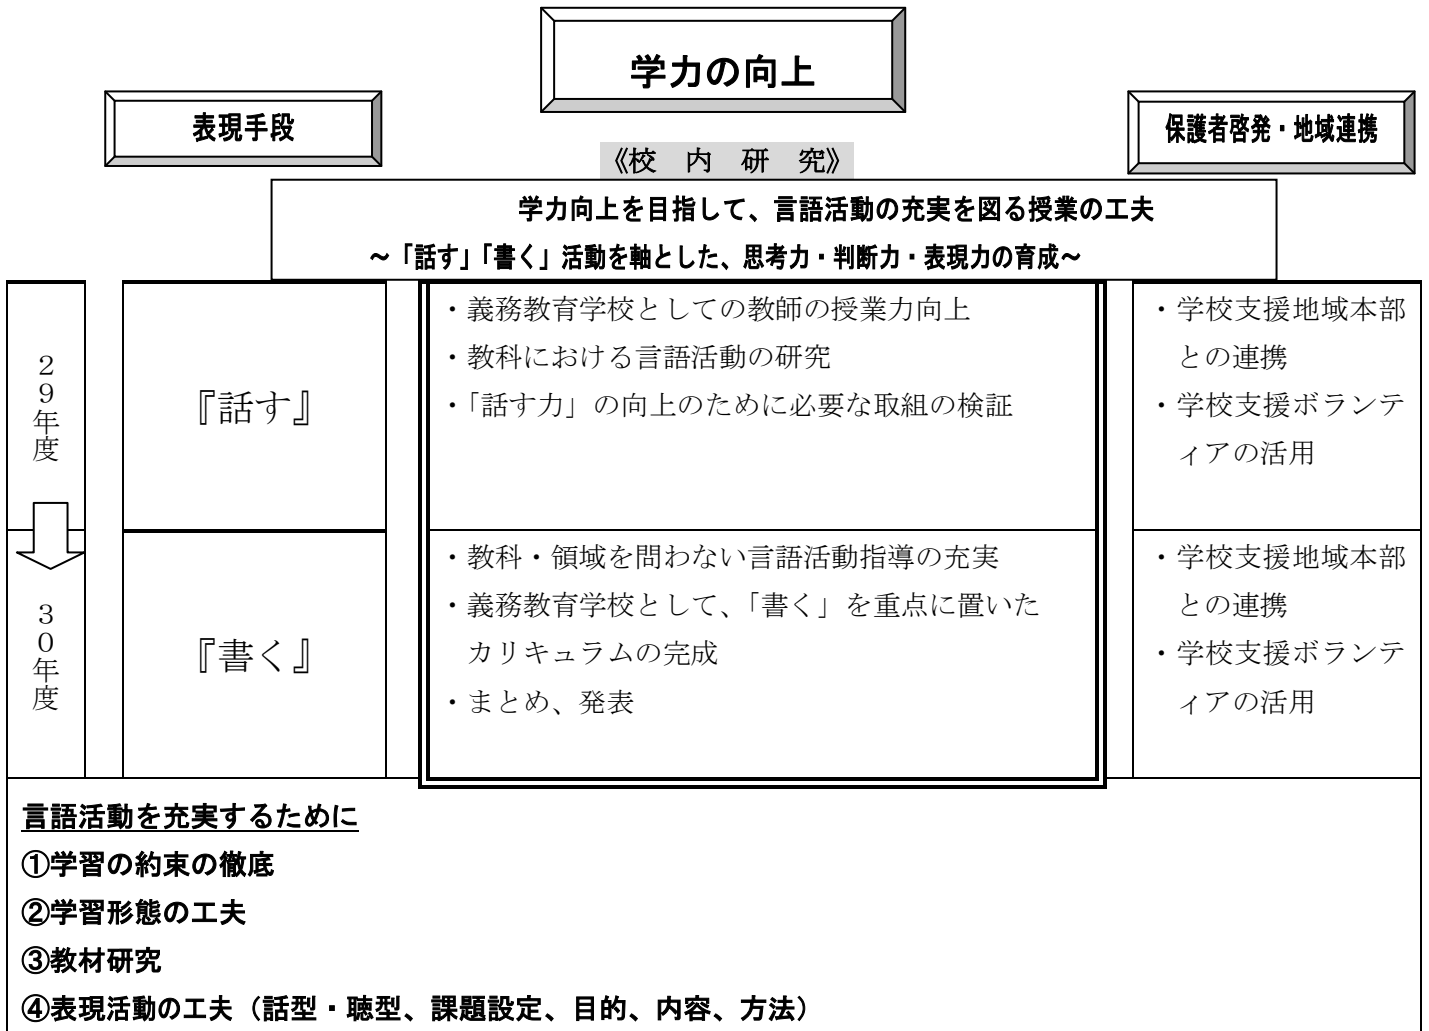 学力の向上
表現手段
保護者啓発・地域連携
《校　内　研　究》
学力向上を目指して、言語活動の充実を図る授業の工夫
～「話す」「書く」活動を軸とした、思考力・判断力・表現力の育成～
２９年度
『話す』
・義務教育学校としての教師の授業力向上
・教科における言語活動の研究
・「話す力」の向上のために必要な取組の検証
・学校支援地域本部
との連携
・学校支援ボランテ
ィアの活用
３０年度
『書く』
・教科・領域を問わない言語活動指導の充実
・義務教育学校として、「書く」を重点に置いた
カリキュラムの完成
・まとめ、発表
・学校支援地域本部
との連携
・学校支援ボランテ
ィアの活用
言語活動を充実するために
①学習の約束の徹底
②学習形態の工夫
③教材研究
④表現活動の工夫（話型・聴型、課題設定、目的、内容、方法）